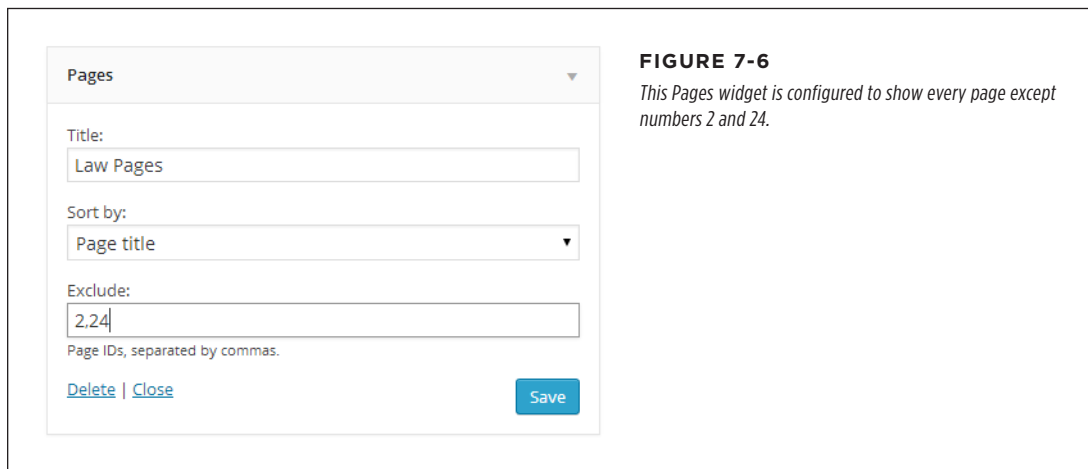 Pages
Title:
Law Pages
Sort by:
Page title
Exclude:
2,24
Page IDs, separated by commas.
Delete | Close
Save
FIGURE 7-6
This Pages widget is configured to show every page except
numbers 2 and 24.